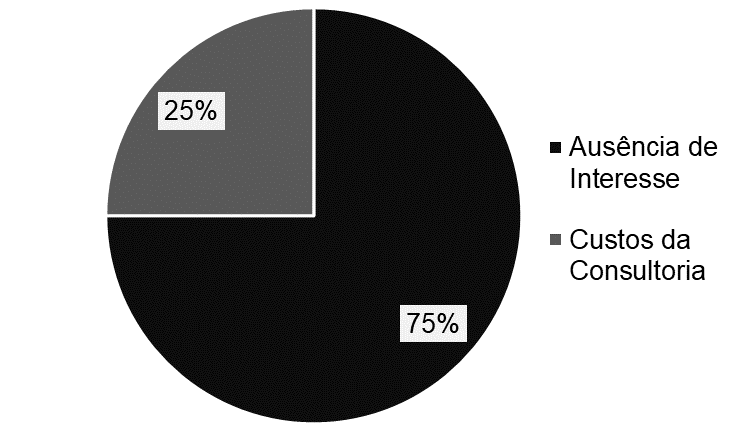 25%
75%
Ausência de
Interesse
Custos da
Consultoria